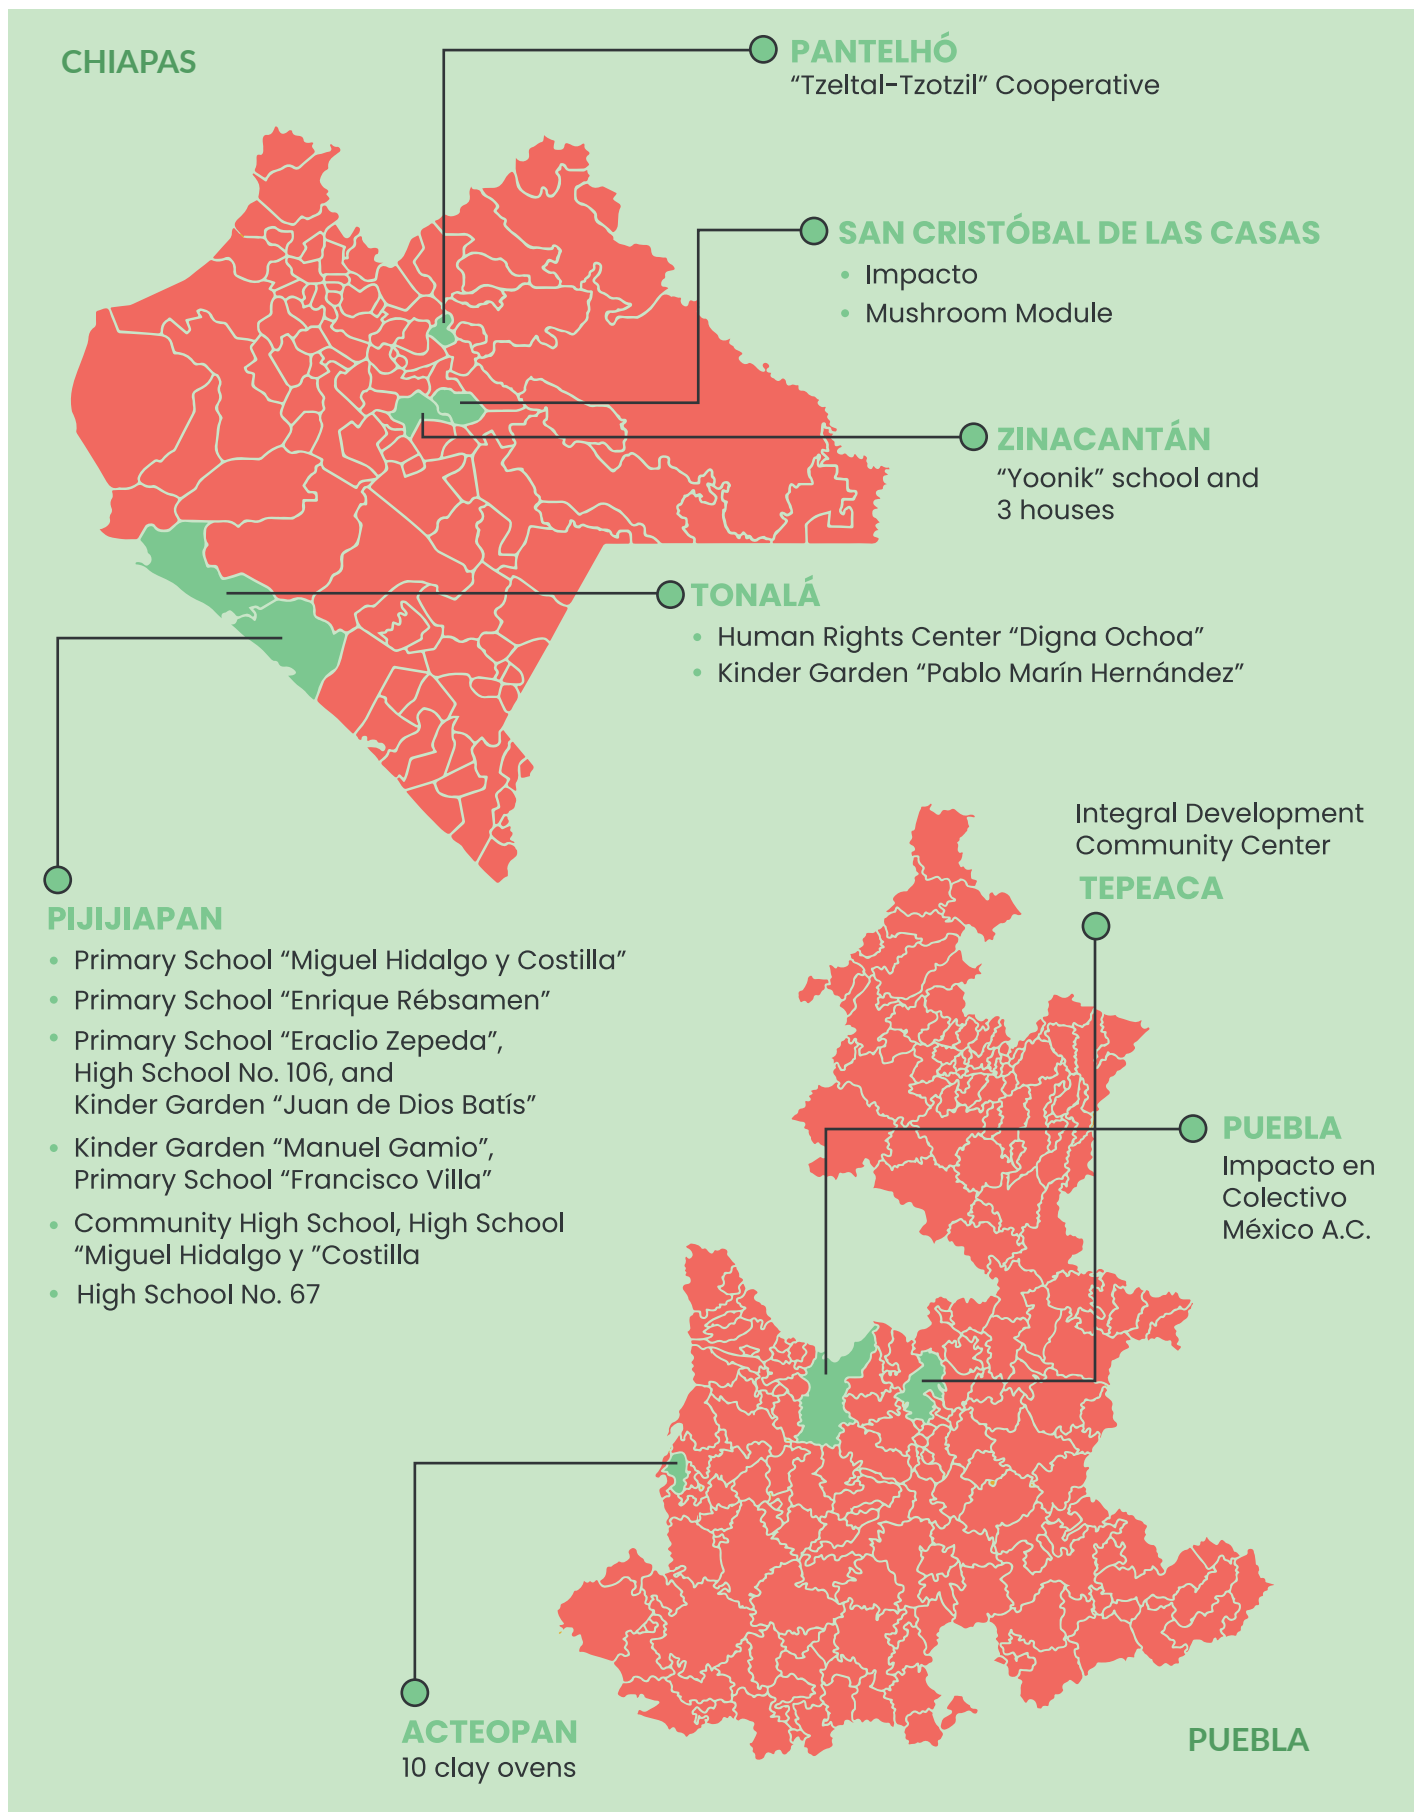 CHIAPAS
PANTELHÓ
“Tzeltal-Tzotzil” Cooperative
SAN CRISTÓBAL DE LAS CASAS
• Impacto
• Mushroom Module
ZINACANTÁN
“Yoonik” school and
3 houses
TONALÁ
• Human Rights Center “Digna Ochoa”
• Kinder Garden “Pablo Marín Hernández”
PIJIJIAPAN
• Primary School “Miguel Hidalgo y Costilla”
• Primary School “Enrique Rébsamen”
• Primary School “Eraclio Zepeda”,
High School No. 106, and
Kinder Garden “Juan de Dios Batís”
• Kinder Garden “Manuel Gamio”,
Primary School “Francisco Villa”
• Community High School, High School
“Miguel Hidalgo y ”Costilla
• High School No. 67
Integral Development
Community Center
TEPEACA
PUEBLA
Impacto en
Colectivo
México A.C.
ACTEOPAN
10 clay ovens
PUEBLA